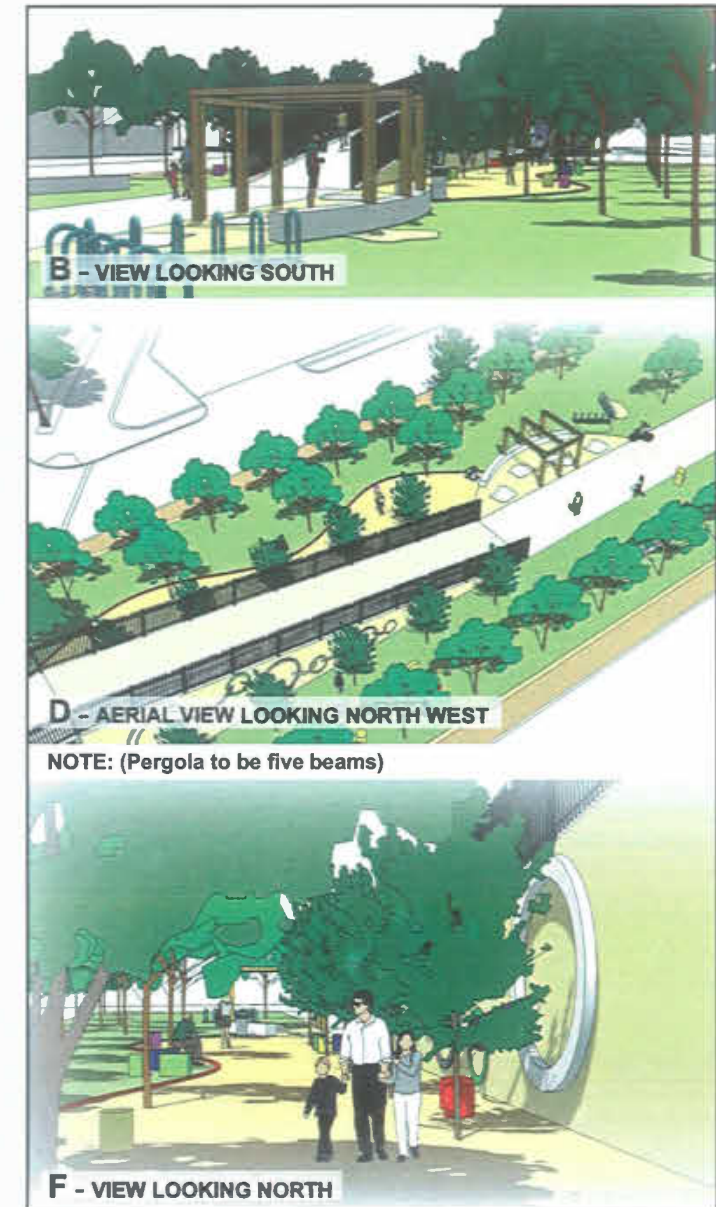 B - VIEW LOOKING SOUTH
D - AERIAL VIEW LOOKING NORTH WEST
NOTE: (Pergola to be five beams)
F - VIEW LOOKING NORTH